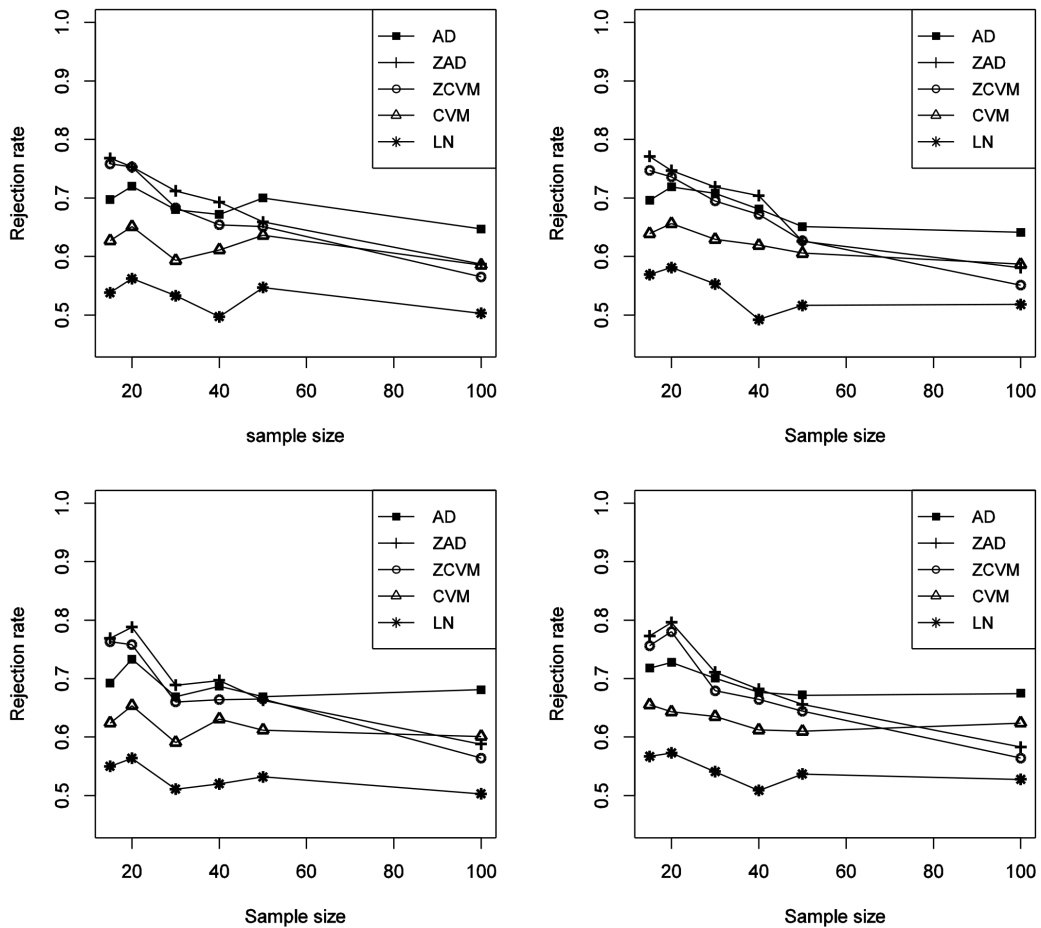 Rejection rate
1.0
0.9
0.8
0.7
0.6
0.5
AD
ZAD
ZCVM
CVM
LN
20
40
60
80
100
sample size
Rejection rate
1.0
0.9
0.8
0.7
0.6
0.5
AD
ZAD
ZCVM
CVM
LN
20
40
60
80
100
Sample size
Rejection rate
1.0
0.9
0.8
0.7
0.6
0.5
AD
ZAD
ZCVM
CVM
LN
20
40
60
80
100
Sample size
Rejection rate
1.0
0.9
0.8
0.7
0.6
0.5
AD
ZAD
ZCVM
CVM
LN
20
40
60
80
100
Sample size